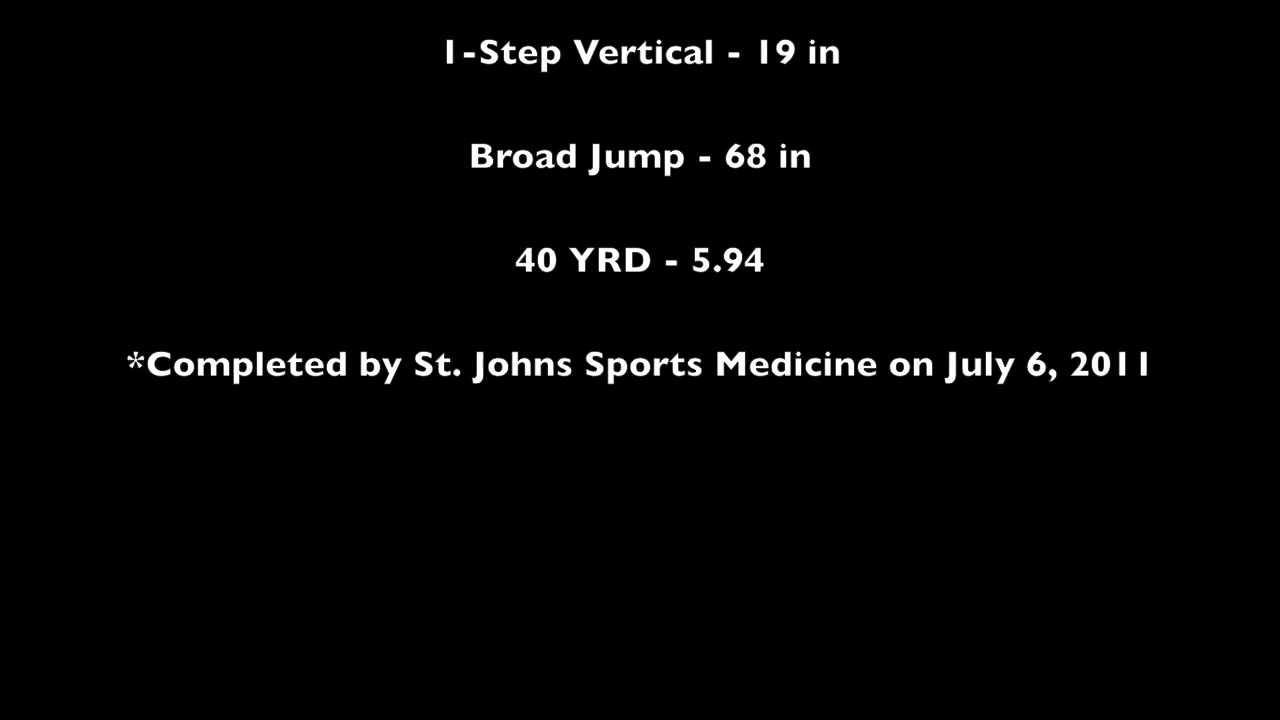 1-Step Vertical - 19 in
Broad Jump - 68 in
40 YRD - 5.94
*Completed by St. Johns Sports Medicine on July 6, 2011